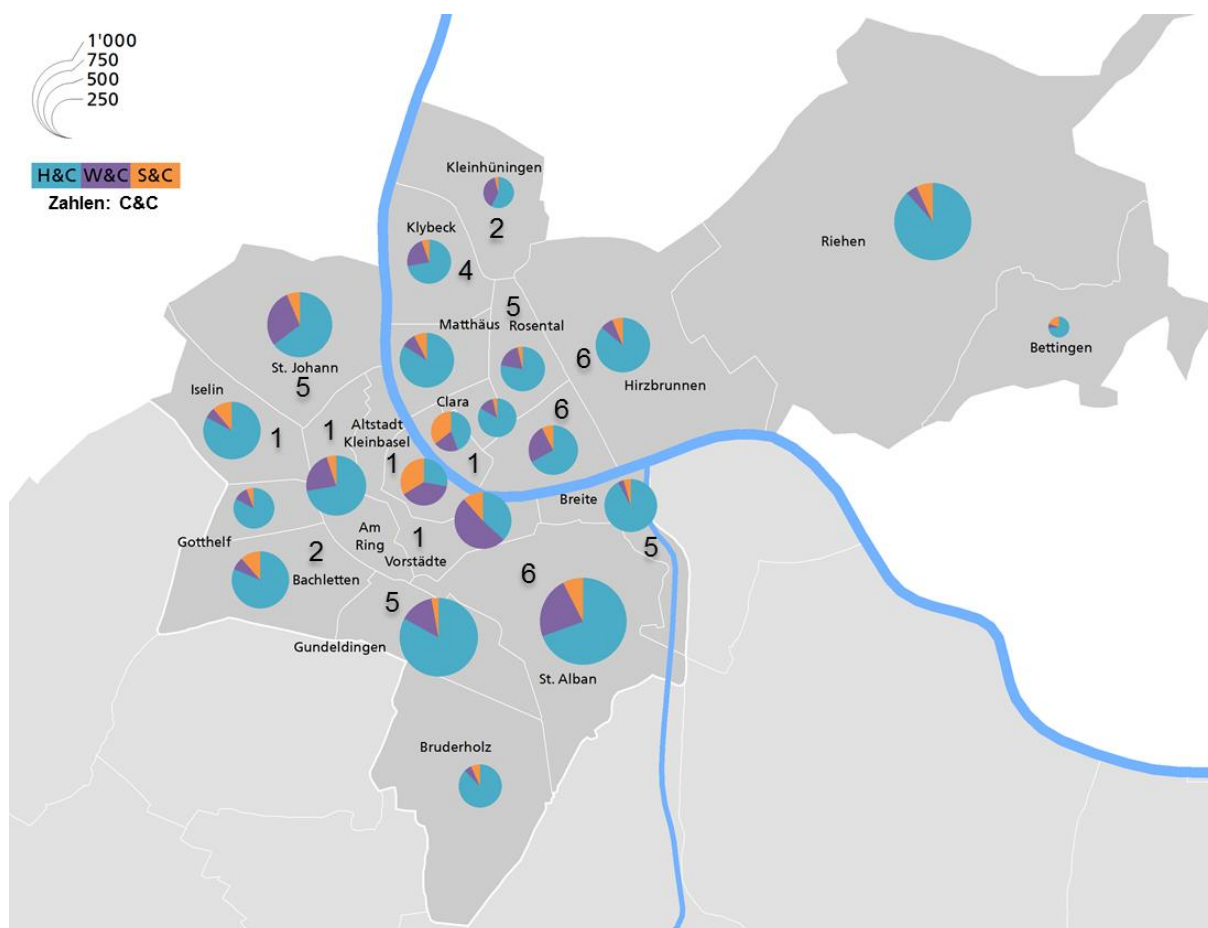 1'000
750
500
250
H&C W&C S&C
Zahlen: C&C
Kleinhüningen
2
Klybeck
4
Riehen
5
Matthäus
Rosental
Bettingen
6
Hirzbrunnen
St. Johann
5
Iselin
1
1
Altstadt
Kleinbasel
Clara
6
1
1
Breite
5
Gotthelf
Am
Ring
1
Vorstädte
2
Bachletten
6
5
Gundeldingen
St. Alban
Bruderholz